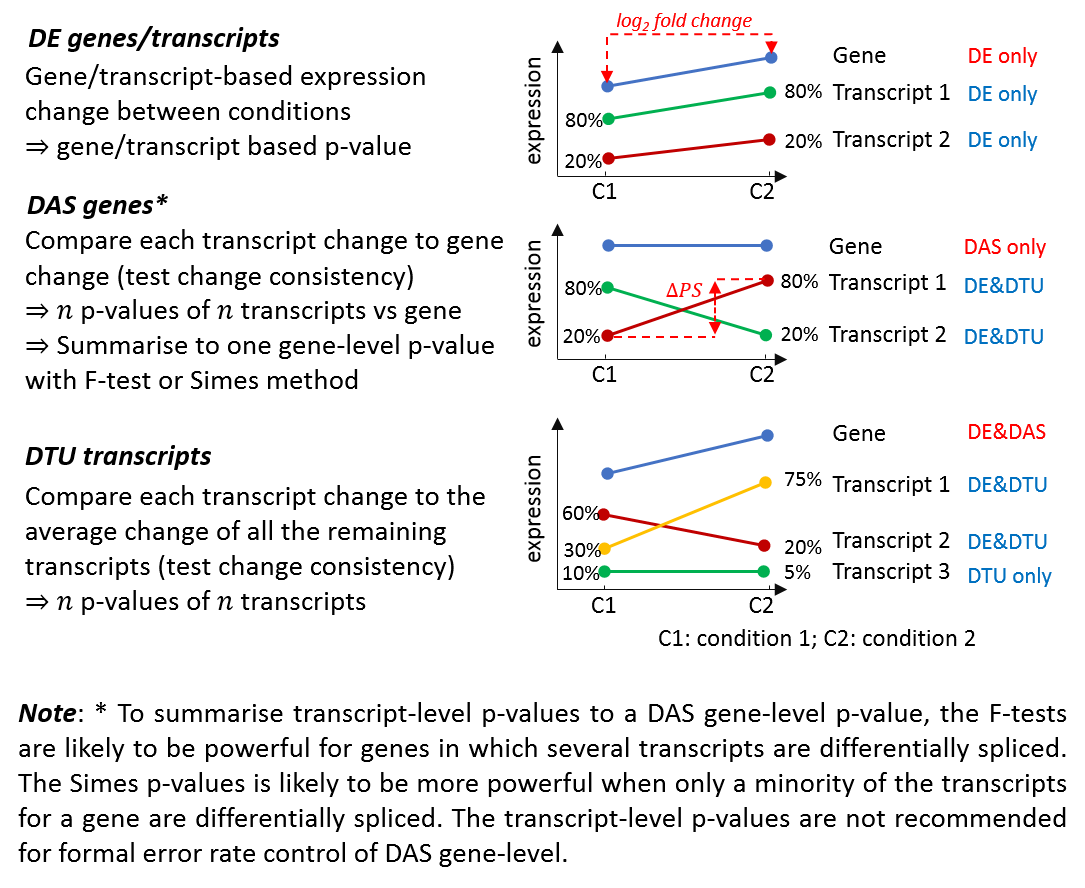 DE genes/transcripts
Gene/transcript-based expression
change between conditions
⇒ gene/transcript based p-value
log₂ fold change
expression
80%
20%
C1
C2
Gene DE only
80% Transcript 1 DE only
20% Transcript 2 DE only
DAS genes*
Compare each transcript change to gene
change (test change consistency)
⇒ n p-values of n transcripts vs gene
⇒ Summarise to one gene-level p-value
with F-test or Simes method
expression
80%
20%
ΔPS
C1
C2
Gene DAS only
80% Transcript 1 DE&DTU
20% Transcript 2 DE&DTU
DTU transcripts
Compare each transcript change to the
average change of all the remaining
transcripts (test change consistency)
⇒ n p-values of n transcripts
expression
60%
30%
10%
C1
C2
Gene DE&DAS
75% Transcript 1 DE&DTU
20% Transcript 2 DE&DTU
5% Transcript 3 DTU only
C1: condition 1; C2: condition 2
Note: * To summarise transcript-level p-values to a DAS gene-level p-value, the F-tests
are likely to be powerful for genes in which several transcripts are differentially spliced.
The Simes p-values is likely to be more powerful when only a minority of the transcripts
for a gene are differentially spliced. The transcript-level p-values are not recommended
for formal error rate control of DAS gene-level.